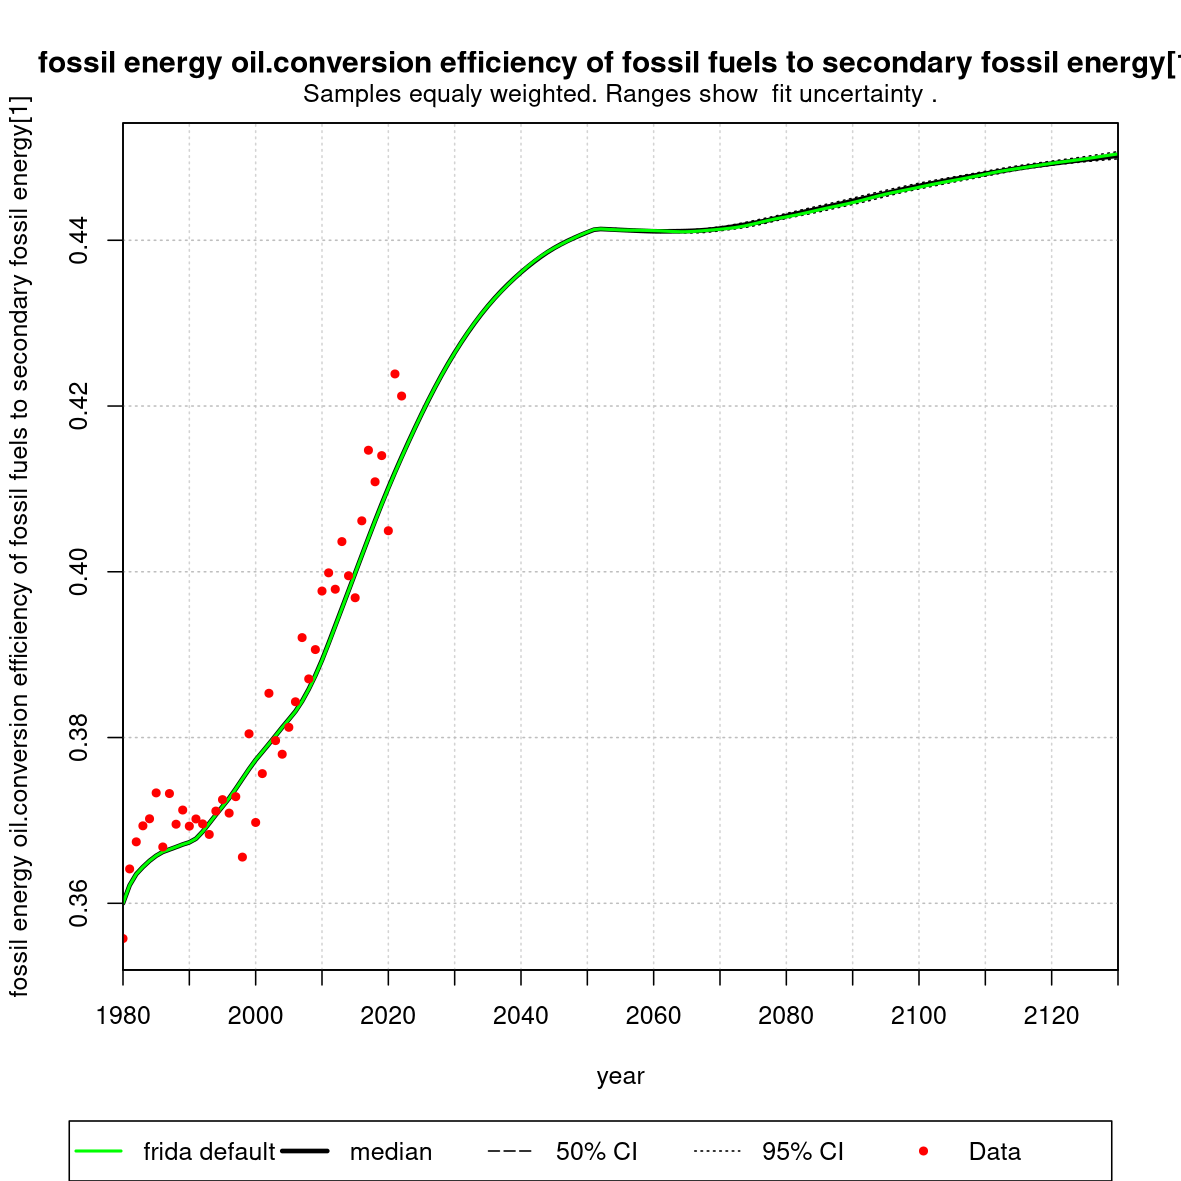 fossil energy oil.conversion efficiency of fossil fuels to secondary fossil energy[
Samples equaly weighted. Ranges show  fit uncertainty .
fossil energy oil.conversion efficiency of fossil fuels to secondary fossil energy[1]
0.44
0.42
0.40
0.38
0.36
1980 2000 2020 2040 2060 2080 2100 2120
year
frida default median 50% CI 95% CI Data